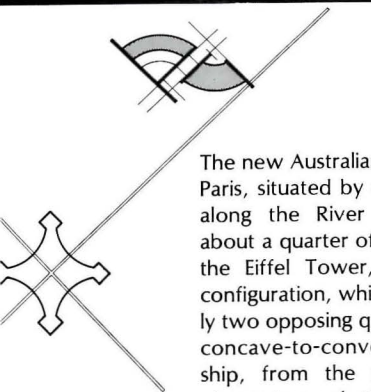 The new Australia
Paris, situated by
along the River
about a quarter of
the Eiffel Tower,
configuration, whi
ly two opposing q
concave-to-conv
ship, from the